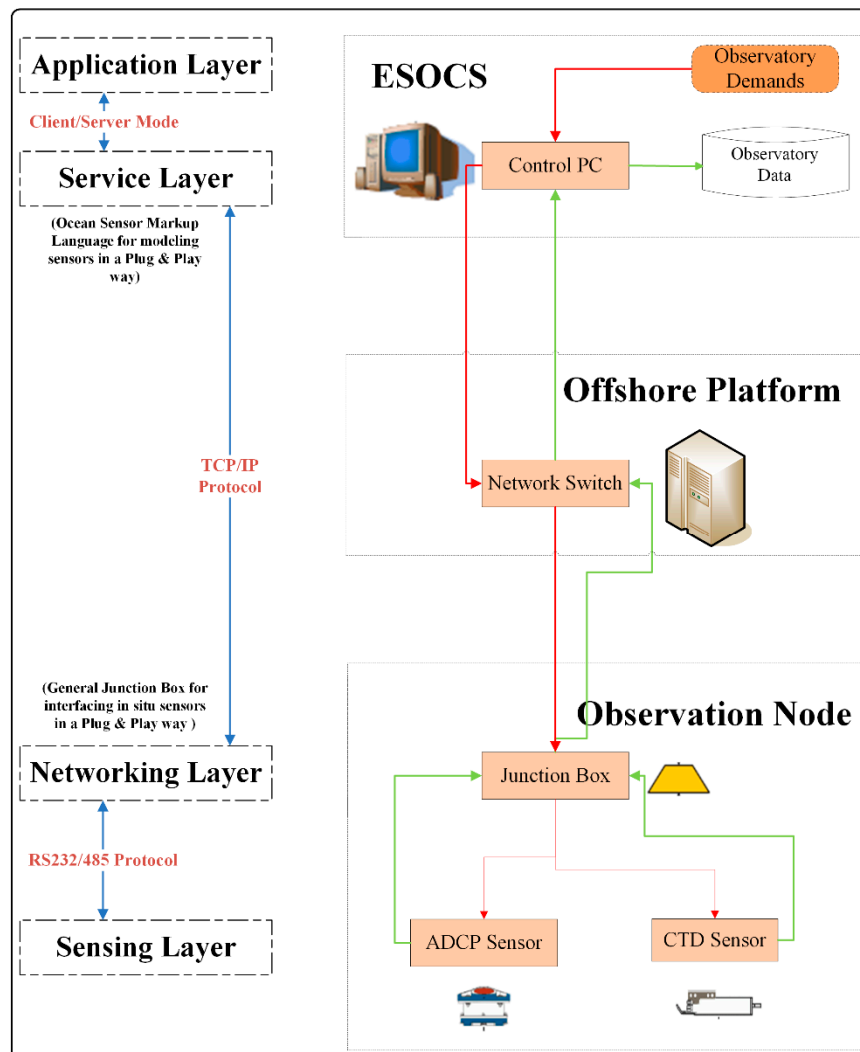 Application Layer
Client/Server Mode
Service Layer
(Ocean Sensor Markup
Language for modeling
sensors in a Plug & Play
way)
TCP/IP
Protocol
(General Junction Box for
interfacing in situ sensors
in a Plug & Play way )
Networking Layer
RS232/485 Protocol
Sensing Layer
ESOCS
Observatory
Demands
Control PC
Observatory
Data
Offshore Platform
Network Switch
Observation Node
Junction Box
ADCP Sensor
CTD Sensor